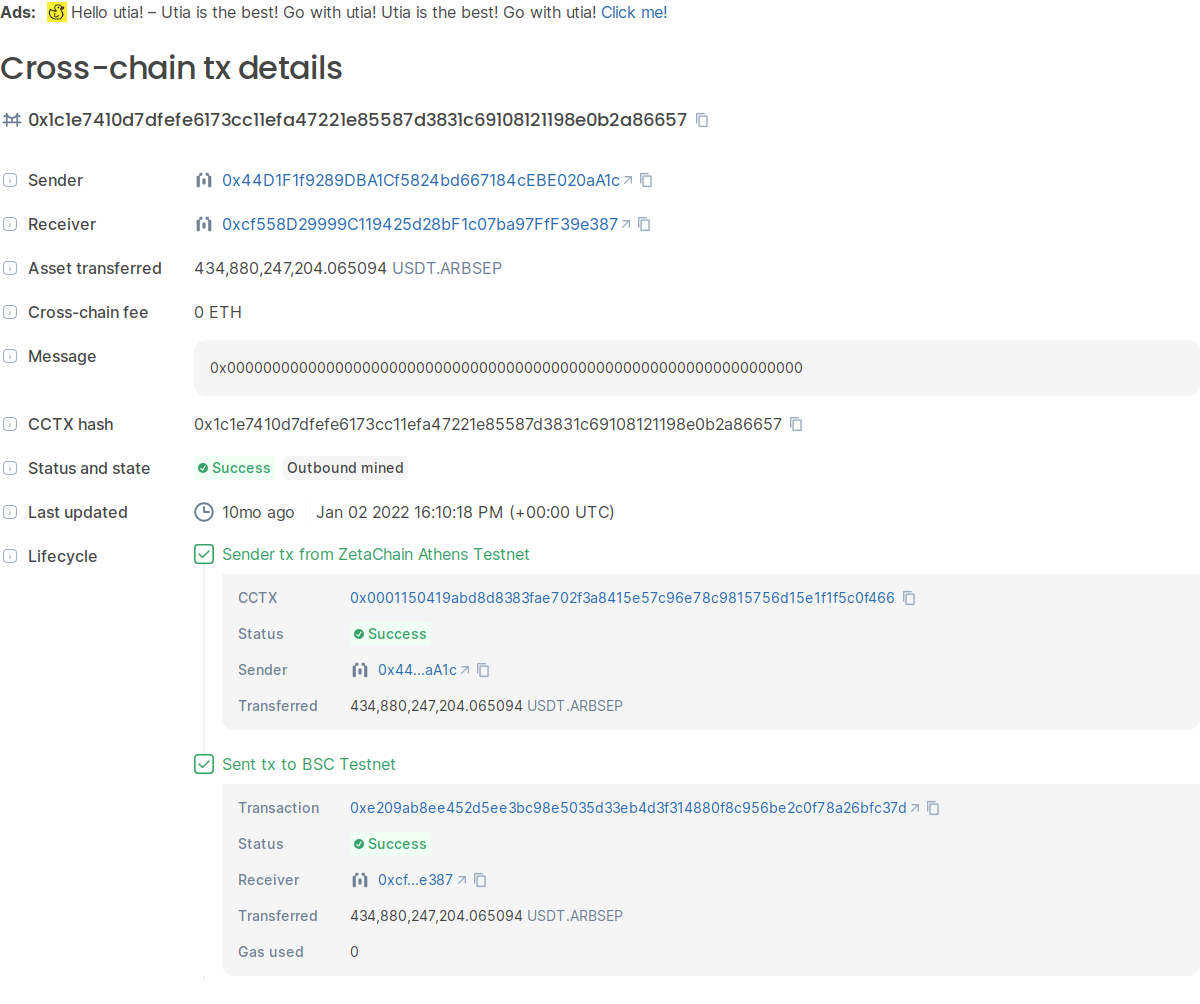 Ads: Hello utia! – Utia is the best! Go with utia! Utia is the best! Go with utia! Click me!
Cross-chain tx details
0x1c1e7410d7dfefe6173cc11efa47221e85587d3831c69108121198e0b2a86657
Sender 0x44D1F1f9289DBA1Cf5824bd667184cEBE020aA1c
Receiver 0xcf558D29999C119425d28bF1c07ba97FfF39e387
Asset transferred 434,880,247,204.065094 USDT.ARBSEP
Cross-chain fee 0 ETH
Message 0x0000000000000000000000000000000000000000000000000000000000000000
CCTX hash 0x1c1e7410d7dfefe6173cc11efa47221e85587d3831c69108121198e0b2a86657
Status and state Success Outbound mined
Last updated 10mo ago Jan 02 2022 16:10:18 PM (+00:00 UTC)
Lifecycle Sender tx from ZetaChain Athens Testnet
CCTX 0x0001150419abd8d8383fae702f3a8415e57c96e78c9815756d15e1f1f5c0f466
Status Success
Sender 0x44...aA1c
Transferred 434,880,247,204.065094 USDT.ARBSEP
Sent tx to BSC Testnet
Transaction 0xe209ab8ee452d5ee3bc98e5035d33eb4d3f314880f8c956be2c0f78a26bfc37d
Status Success
Receiver 0xcf...e387
Transferred 434,880,247,204.065094 USDT.ARBSEP
Gas used 0